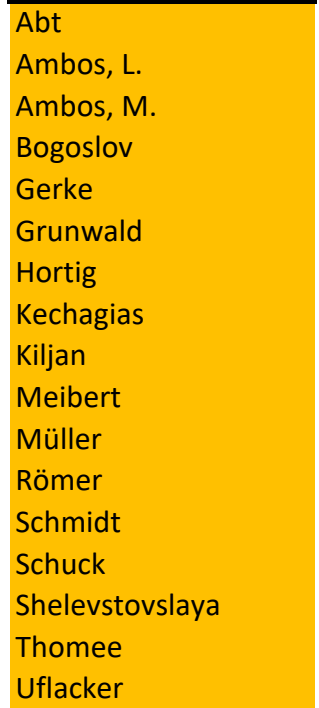 Abt
Ambos, L.
Ambos, M.
Bogoslov
Gerke
Grunwald
Hortig
Kechagias
Kiljan
Meibert
Müller
Römer
Schmidt
Schuck
Shelevstovslaya
Thomee
Uflacker